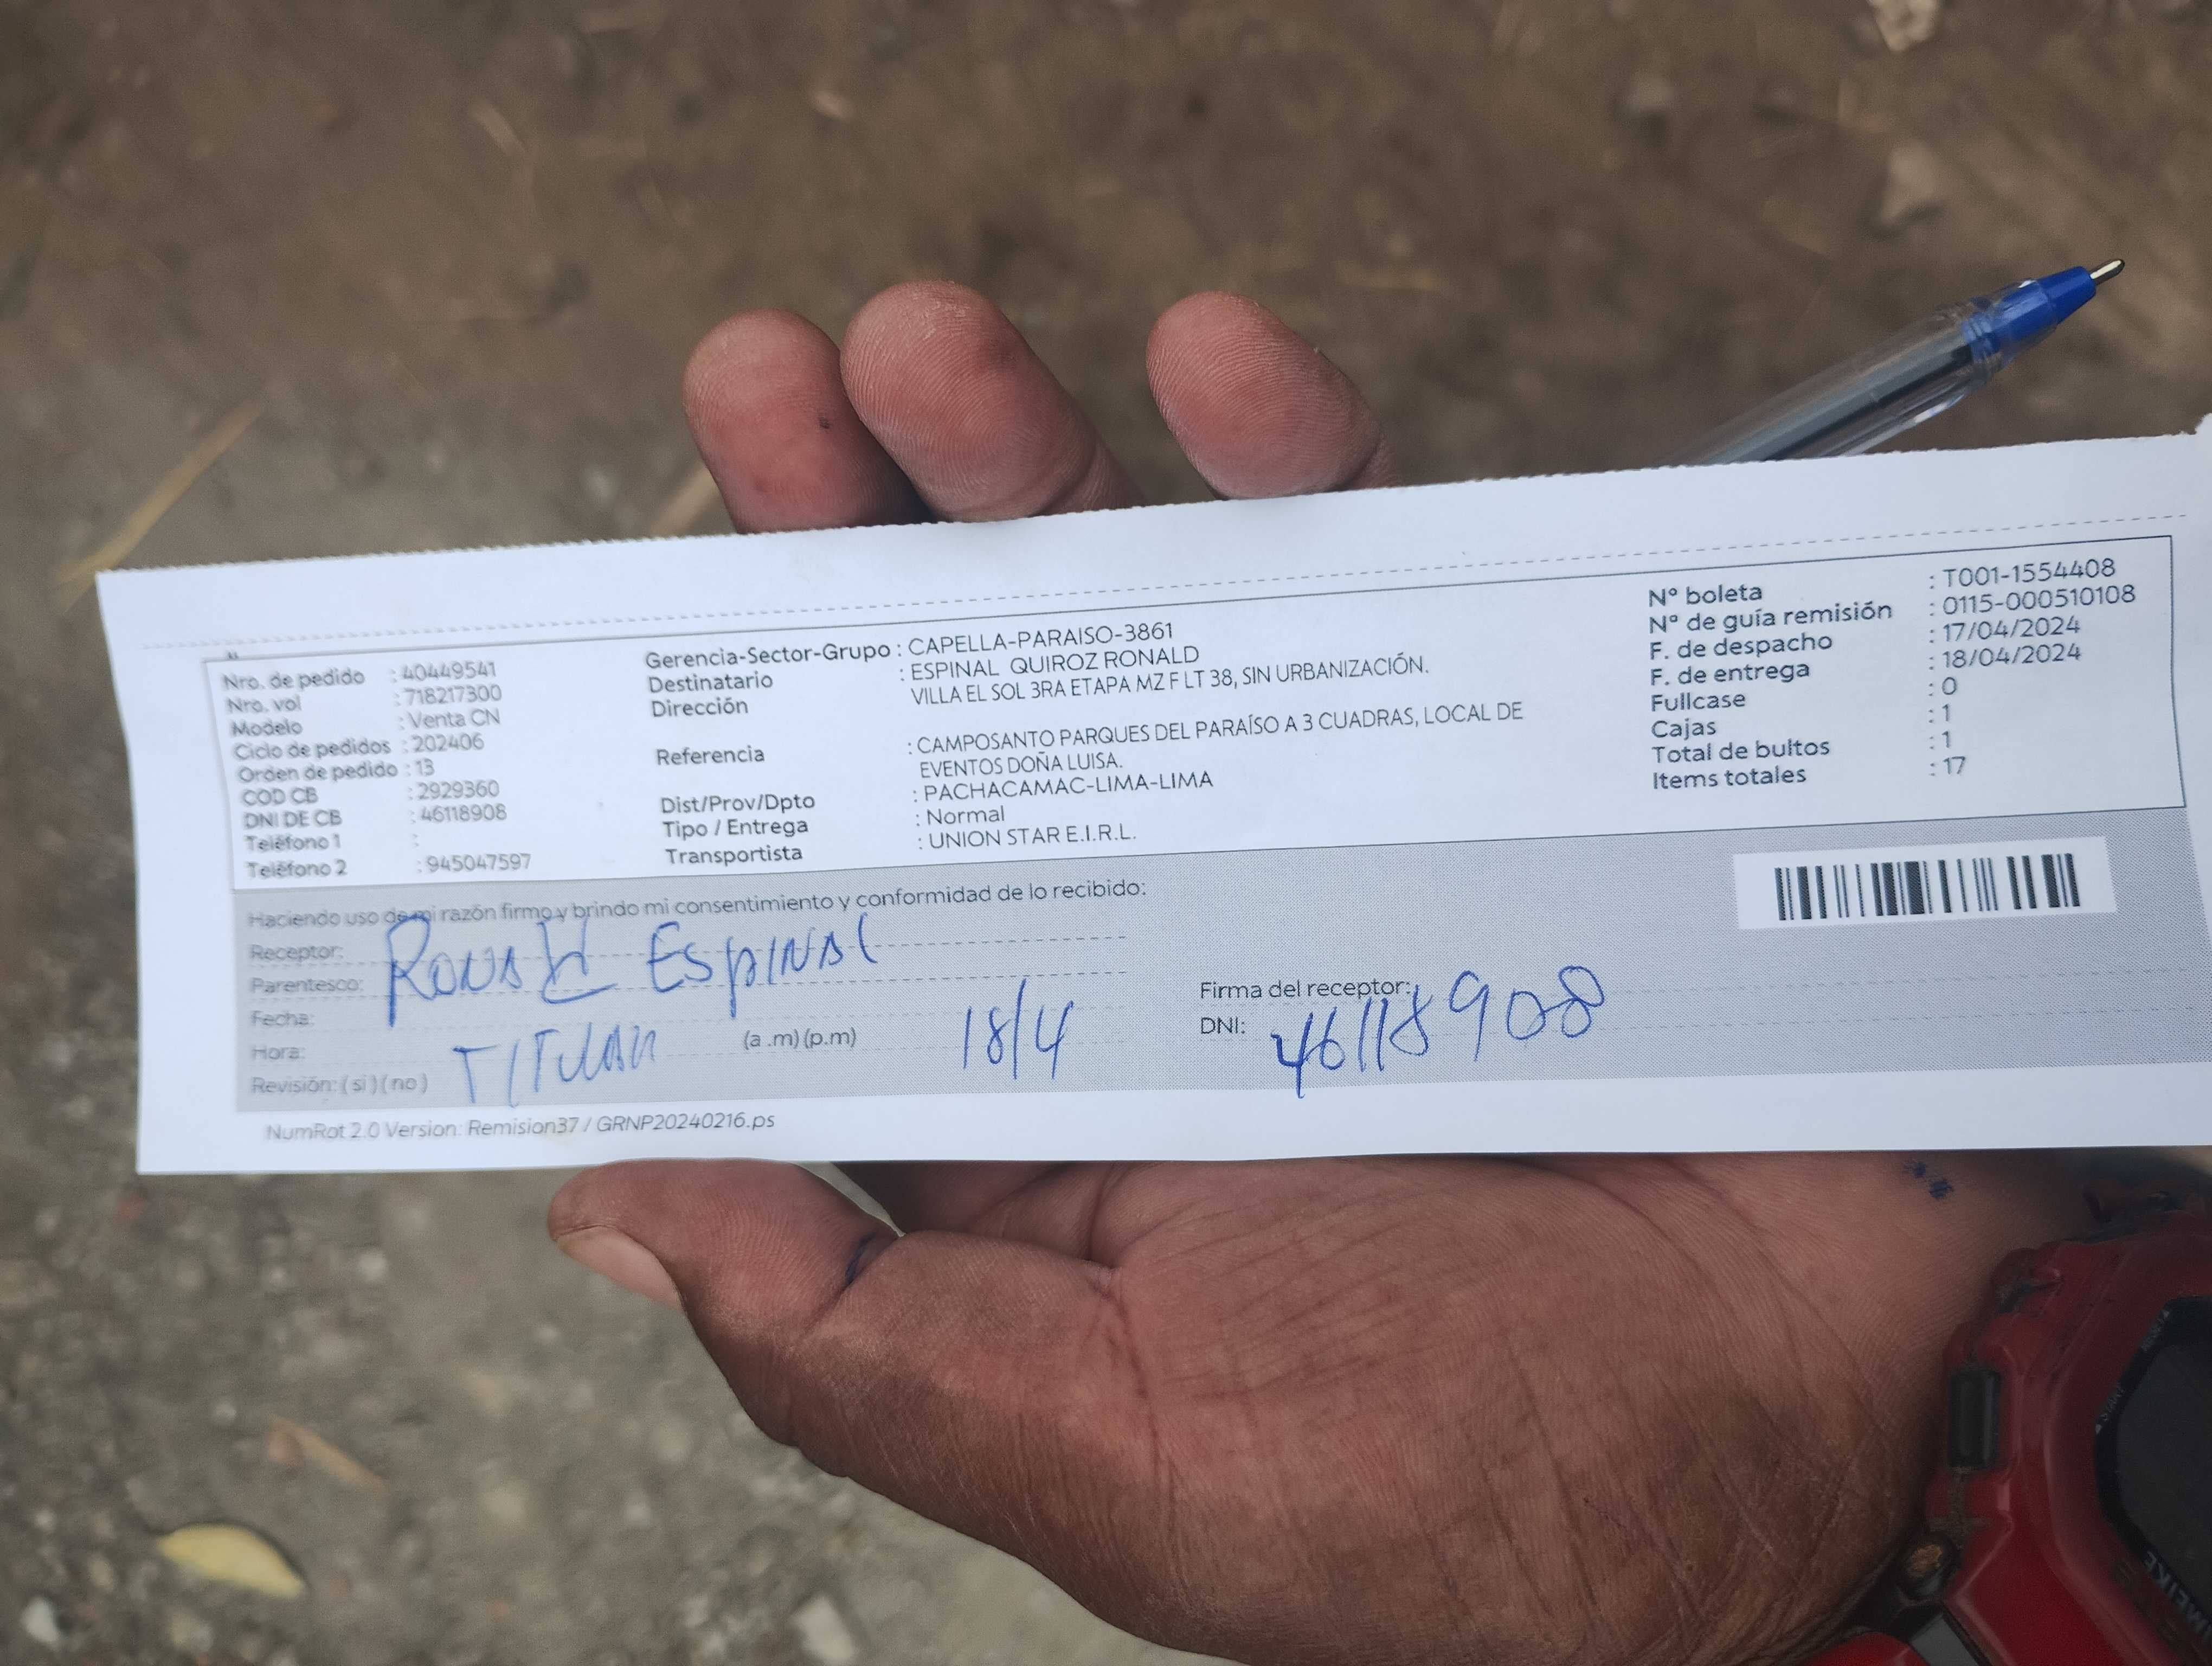 Nro. de pedido : 40449541
Nro. vol : 718217300
Modelo : Venta CN
Ciclo de pedidos : 202406
Orden de pedido : 13
COD CB : 2929360
DNI DE CB : 46118908
Teléfono 1 :
Teléfono 2 : 945047597
Gerencia-Sector-Grupo : CAPELLA-PARAISO-3861
Destinatario : ESPINAL QUIROZ RONALD
Dirección VILLA EL SOL 3RA ETAPA MZ F LT 38, SIN URBANIZACIÓN.
Referencia : CAMPOSANTO PARQUES DEL PARAÍSO A 3 CUADRAS, LOCAL DE
EVENTOS DOÑA LUISA.
Dist/Prov/Dpto : PACHACAMAC-LIMA-LIMA
Tipo / Entrega : Normal
Transportista : UNION STAR E.I.R.L.
N° boleta : T001-1554408
N° de guía remisión : 0115-000510108
F. de despacho : 17/04/2024
F. de entrega : 18/04/2024
Fullcase : 0
Cajas : 1
Total de bultos : 1
Items totales : 17
Haciendo uso de mi razón firmo y brindo mi consentimiento y conformidad de lo recibido:
Receptor: RONALD ESPINAL
Parentesco:
Fecha:
Hora: TITULAR (a .m) (p.m) 18/4
Revisión: ( si ) ( no )
Firma del receptor:
DNI: 46118908
NumRot 2.0 Version: Remision37 / GRNP20240216.ps